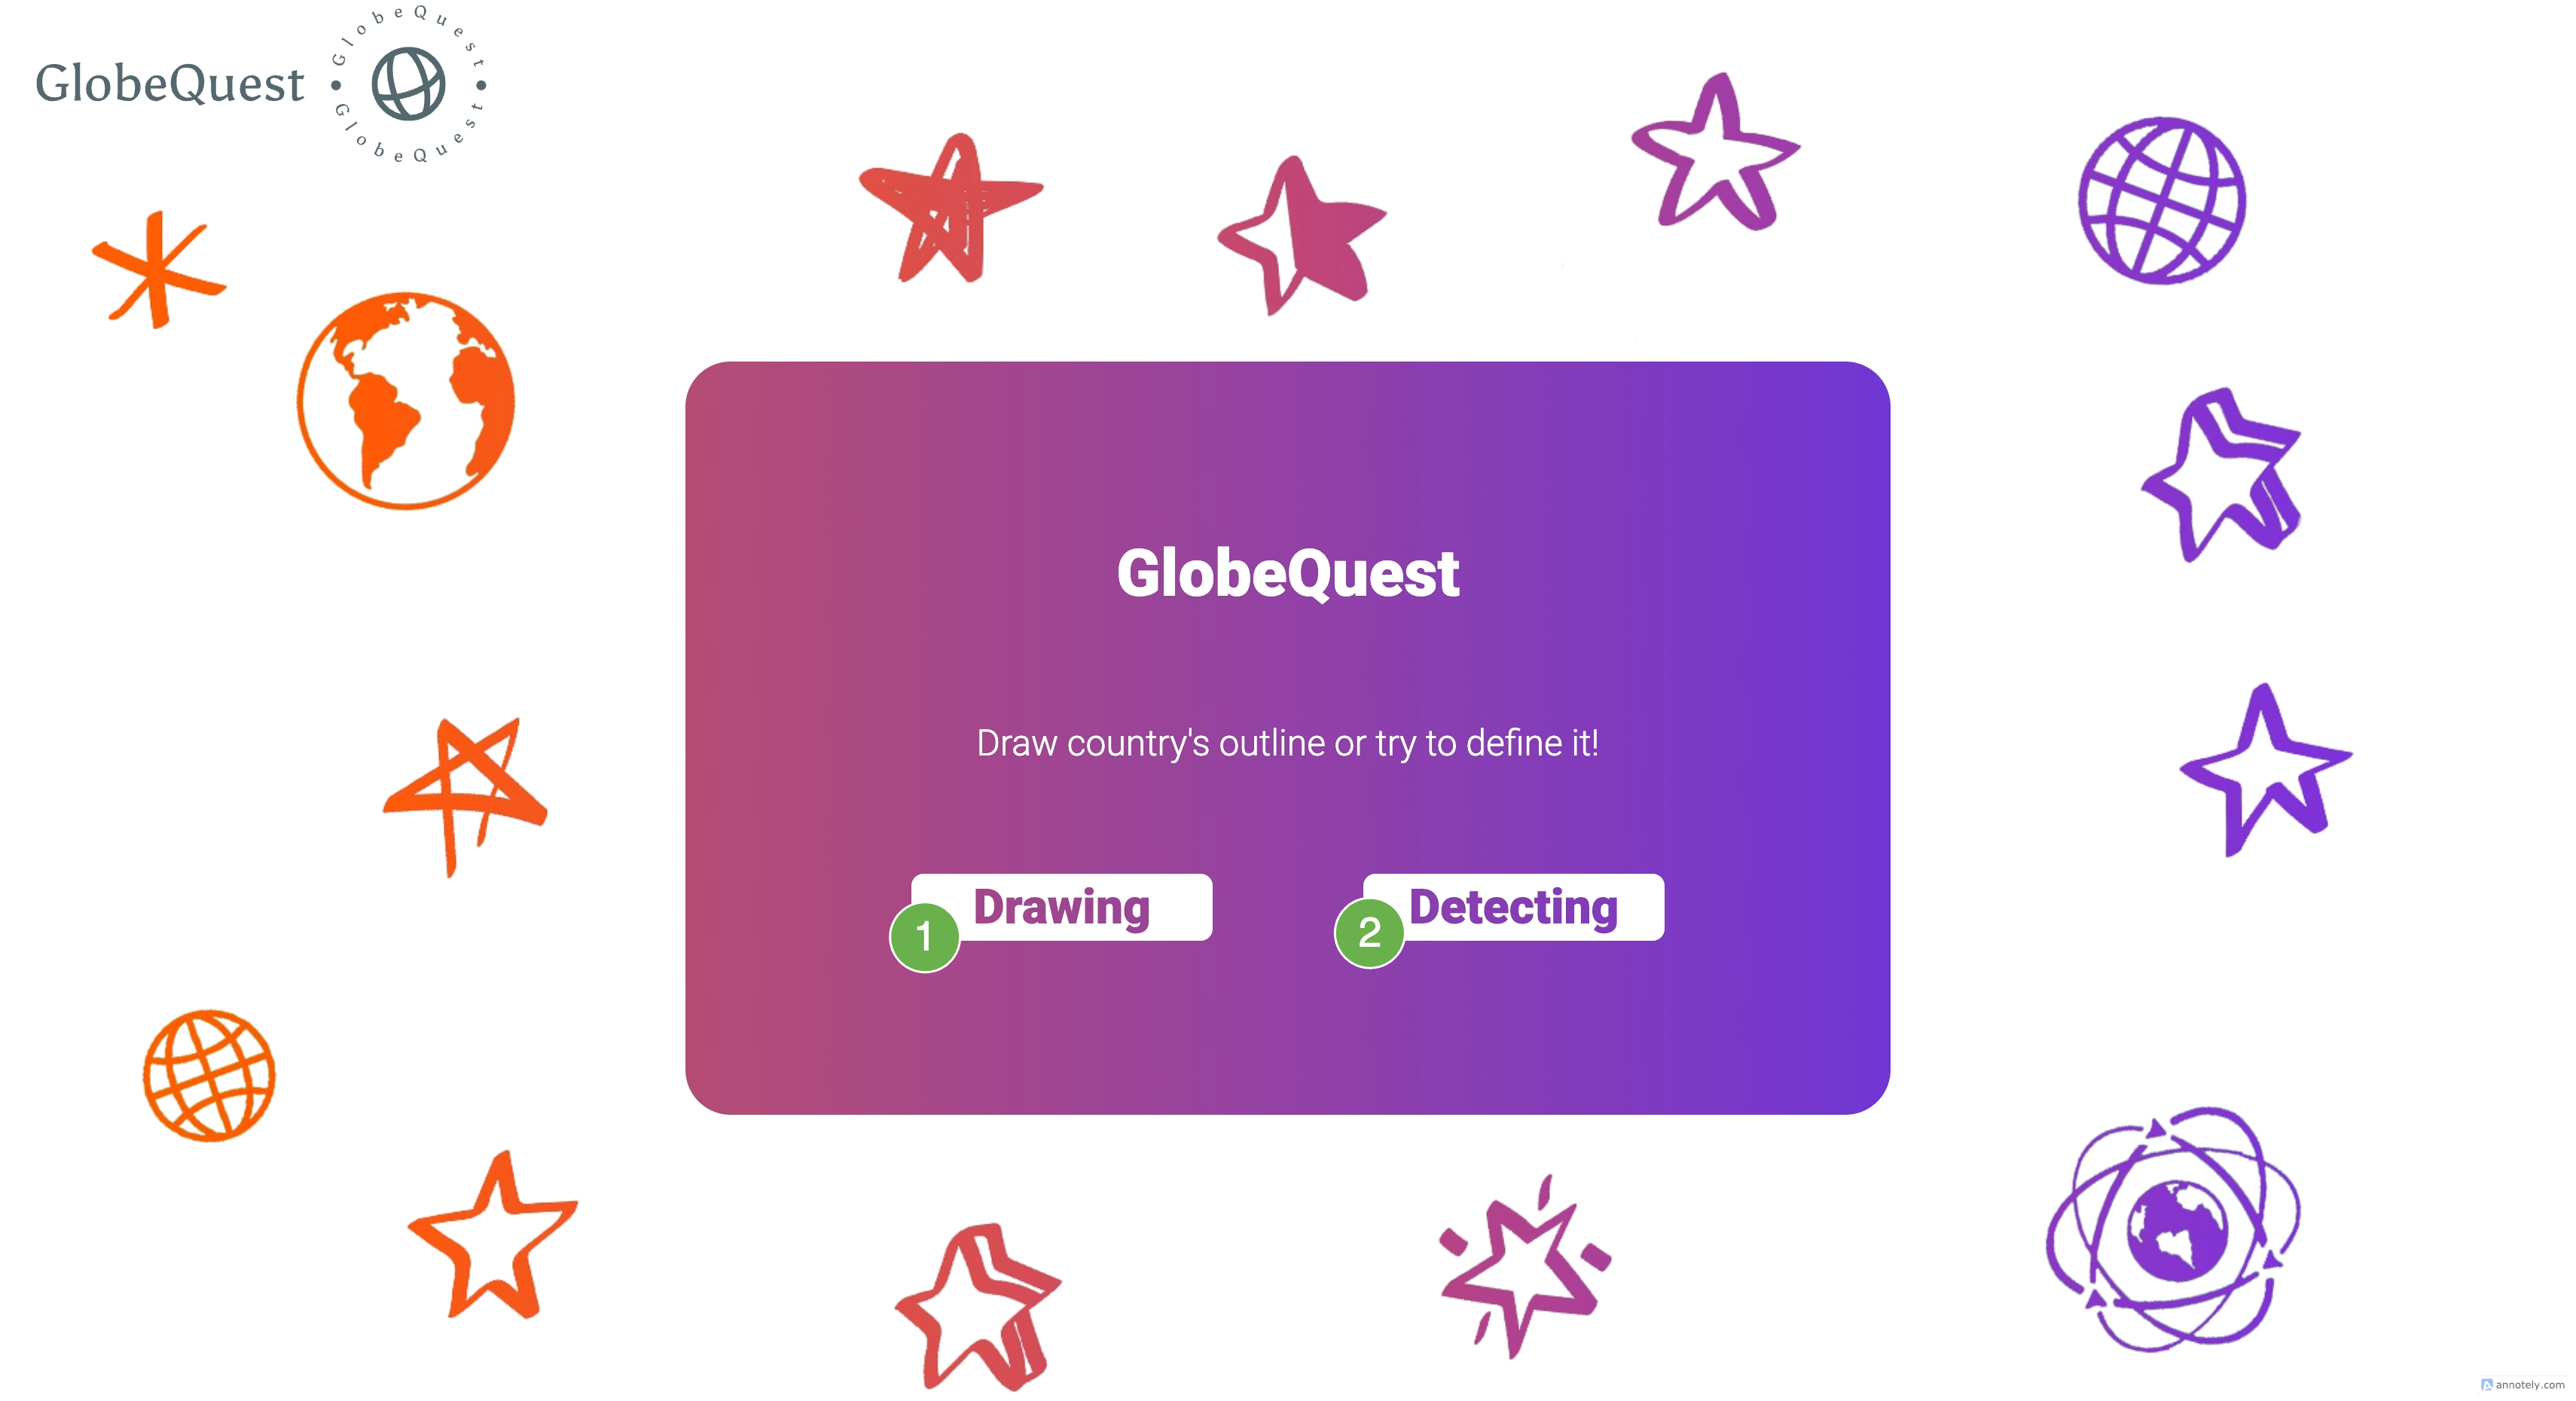 GlobeQuest
GlobeQuest
GlobeQuest
GlobeQuest
Draw country's outline or try to define it!
1 Drawing
2 Detecting
annotely.com